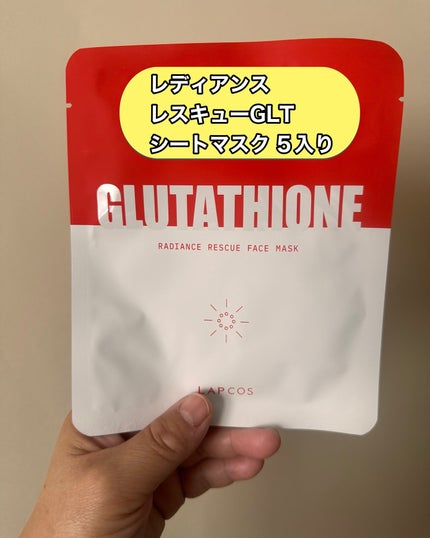 レディアンス
レスキューGLT
シートマスク 5入り
GLUTATHIONE
RADIANCE RESCUE FACE MASK
LAPCOS